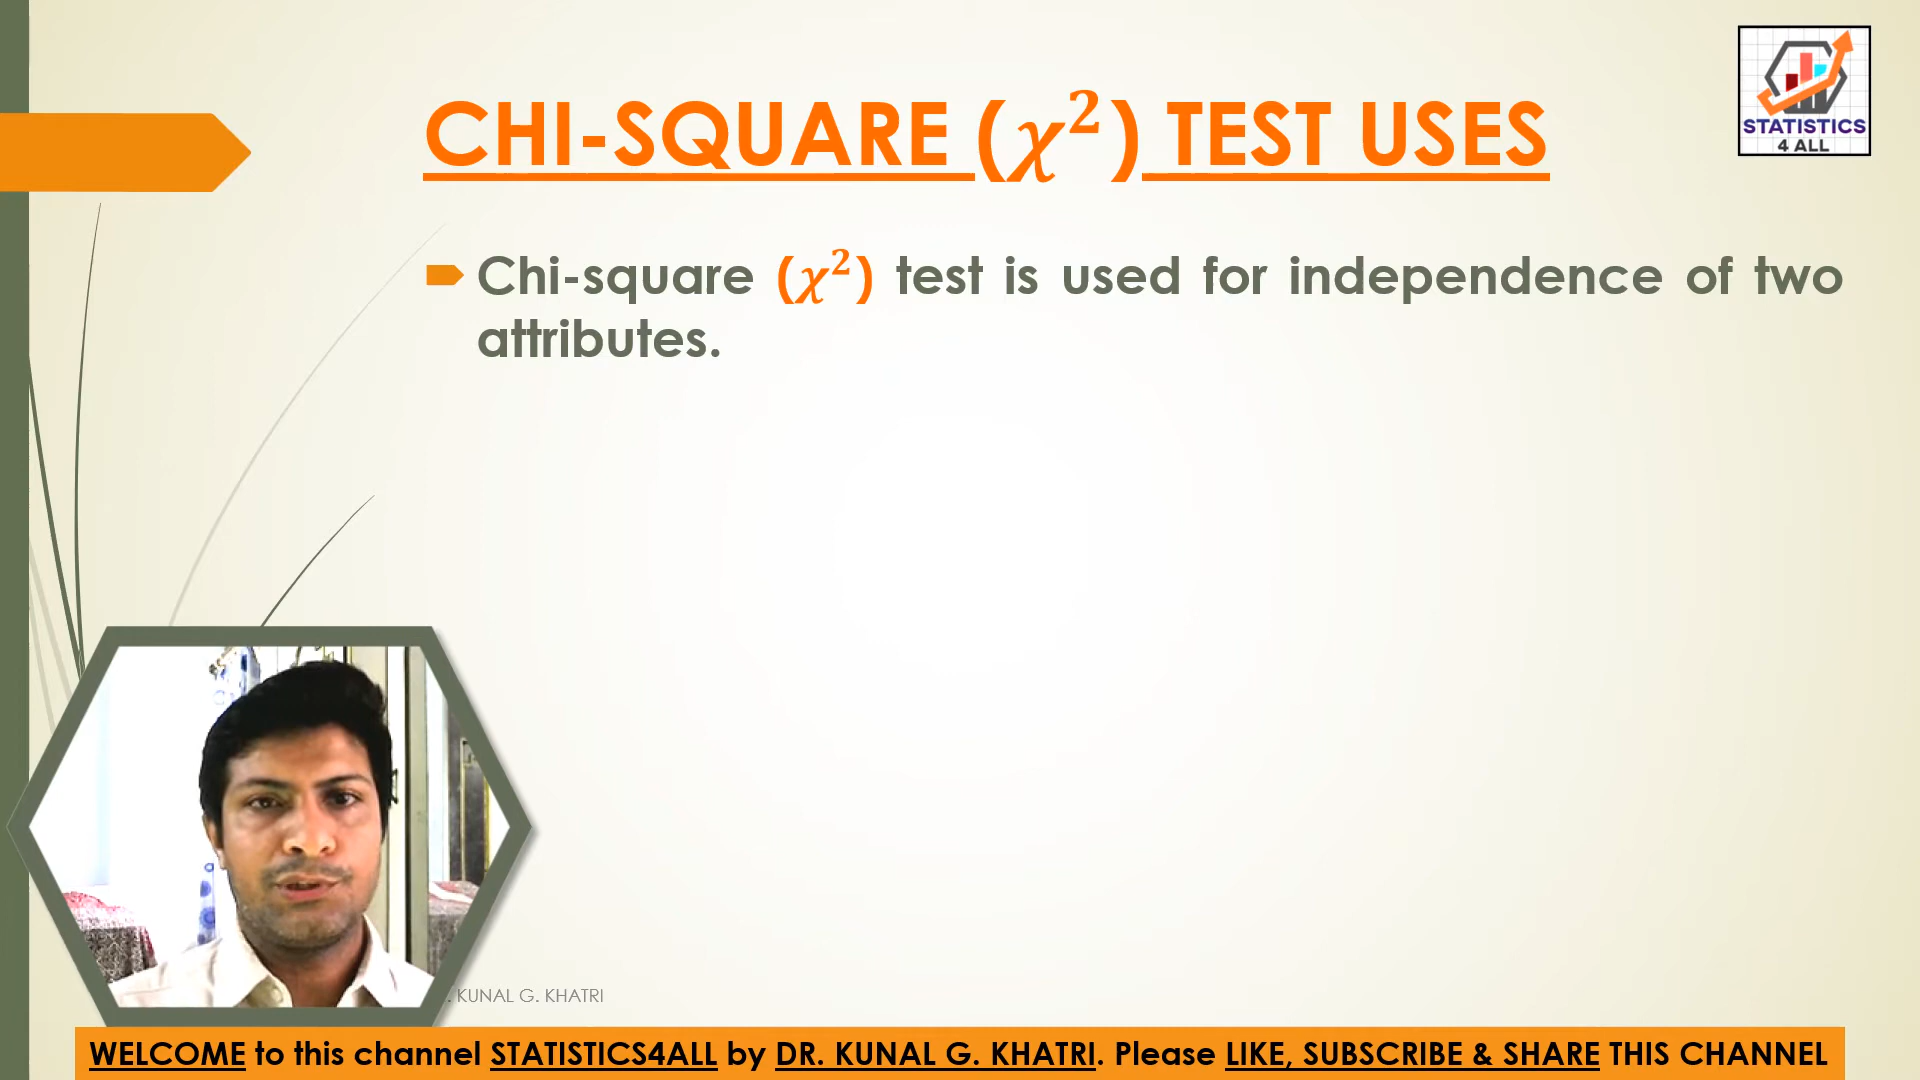 CHI-SQUARE (χ²) TEST USES
STATISTICS
4 ALL
Chi-square (χ²) test is used for independence of two
attributes.
. KUNAL G. KHATRI
WELCOME to this channel STATISTICS4ALL by DR. KUNAL G. KHATRI. Please LIKE, SUBSCRIBE & SHARE THIS CHANNEL